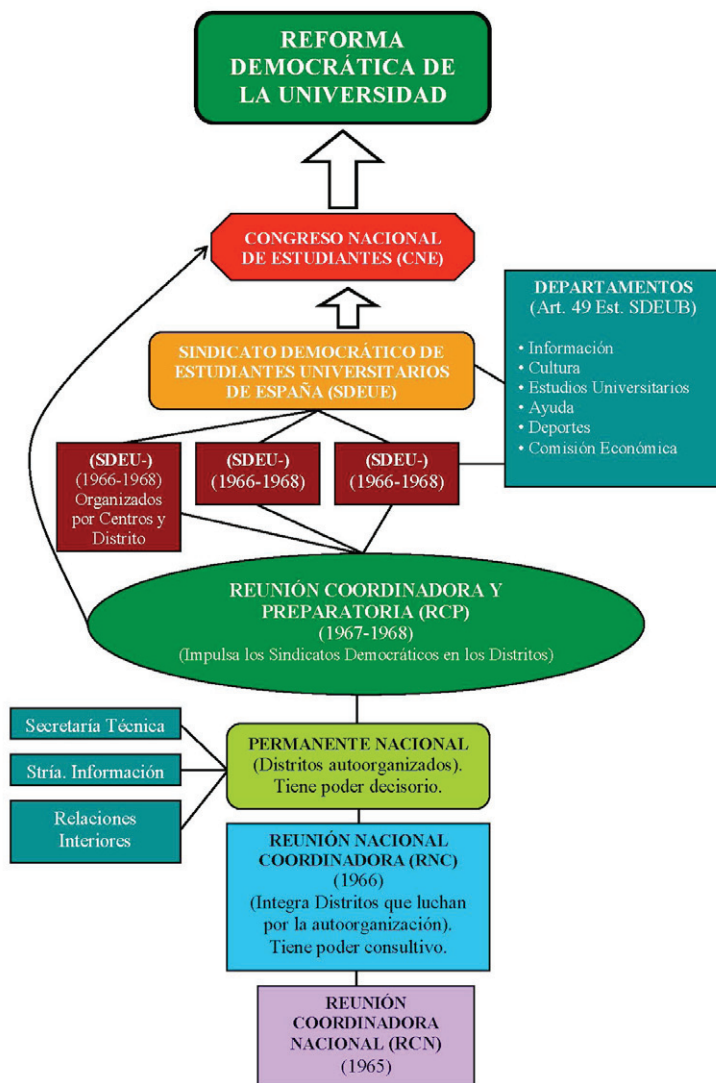 REFORMA
DEMOCRÁTICA DE
LA UNIVERSIDAD
CONGRESO NACIONAL
DE ESTUDIANTES (CNE)
DEPARTAMENTOS
(Art. 49 Est. SDEUB)
• Información
• Cultura
• Estudios Universitarios
• Ayuda
• Deportes
• Comisión Económica
SINDICATO DEMOCRÁTICO DE
ESTUDIANTES UNIVERSITARIOS
DE ESPAÑA (SDEUE)
(SDEU-)
(1966-1968)
Organizados
por Centros y
Distrito
(SDEU-)
(1966-1968)
(SDEU-)
(1966-1968)
REUNIÓN COORDINADORA Y
PREPARATORIA (RCP)
(1967-1968)
(Impulsa los Sindicatos Democráticos en los Distritos)
Secretaría Técnica
Stría. Información
Relaciones
Interiores
PERMANENTE NACIONAL
(Distritos autoorganizados).
Tiene poder decisorio.
REUNIÓN NACIONAL
COORDINADORA (RNC)
(1966)
(Integra Distritos que luchan
por la autoorganización).
Tiene poder consultivo.
REUNIÓN
COORDINADORA
NACIONAL (RCN)
(1965)